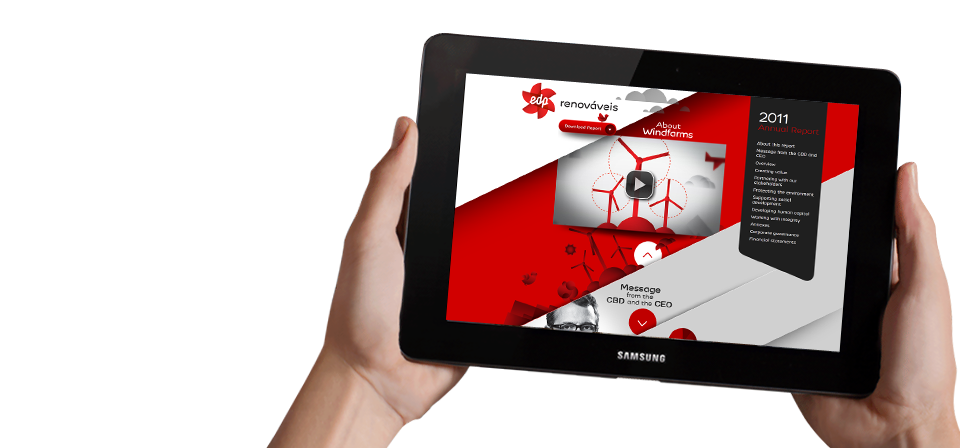 edp
renováveis
Download Report
About
Windfarms
2011
Annual Report
About this report
Message from the CBD and
CEO
Overview
Creating value
Partnering with our
stakeholders
Protecting the environment
Supporting social
development
Developing human capital
Working with integrity
Annexes
Corporate governance
Financial statements
Message
from the
CBD and the CEO
SAMSUNG